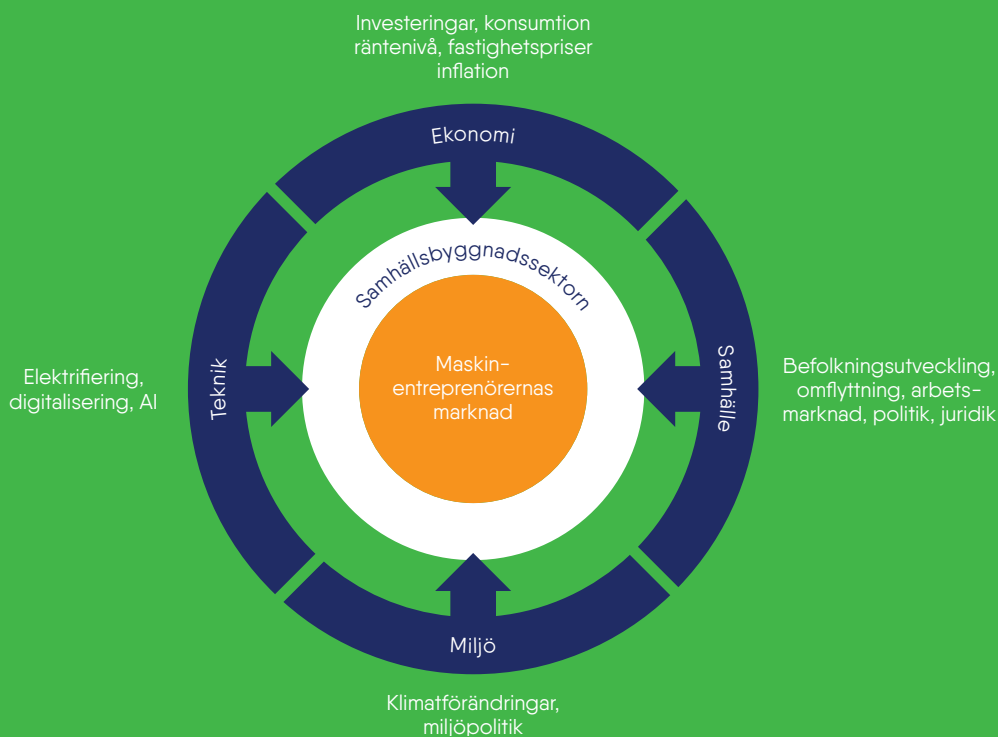 Investeringar, konsumtion
räntenivå, fastighetspriser
inflation
Ekonomi
Samhällsbyggnadssektorn
Maskin-
entreprenörernas
marknad
Teknik
Elektrifiering,
digitalisering, AI
Samhälle
Befolkningsutveckling,
omflyttning, arbets-
marknad, politik, juridik
Miljö
Klimatförändringar,
miljöpolitik